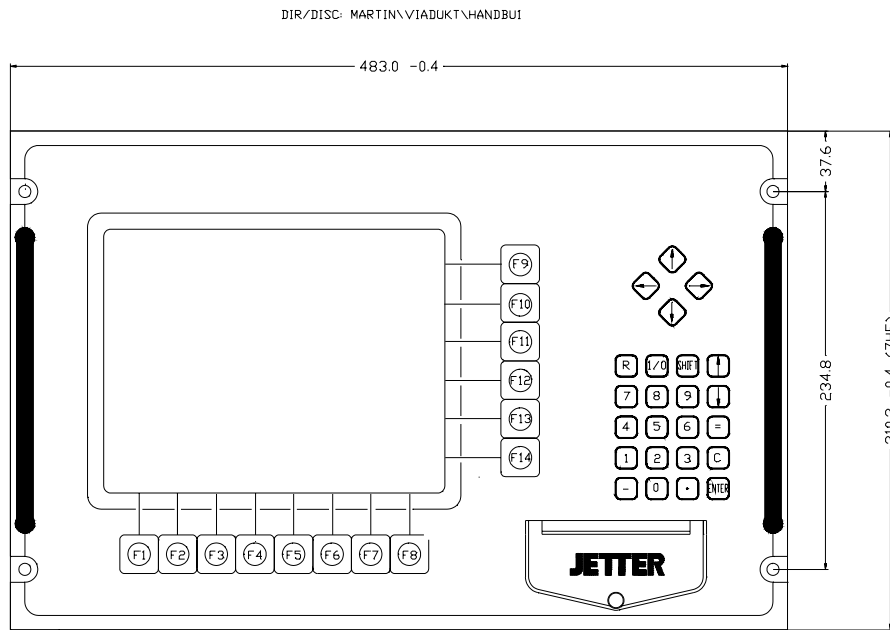 DIR/DISC: MARTIN\VIADUKT\HANDBU1
483.0 -0.4
37.6
234.8
F9
F10
F11
F12
F13
F14
R 1/0 SHIFT
7 8 9
4 5 6 =
1 2 3 C
- 0 . ENTER
F1 F2 F3 F4 F5 F6 F7 F8
JETTER